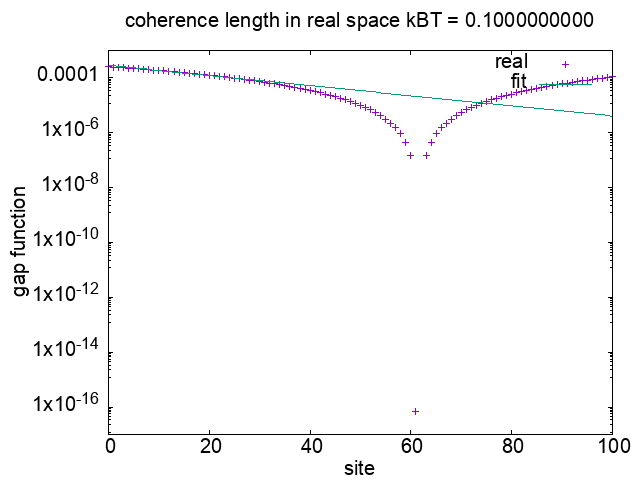 coherence length in real space kBT = 0.1000000000
real
fit
0.0001
1x10-6
1x10-8
1x10-10
1x10-12
1x10-14
1x10-16
gap function
0 20 40 60 80 100
site